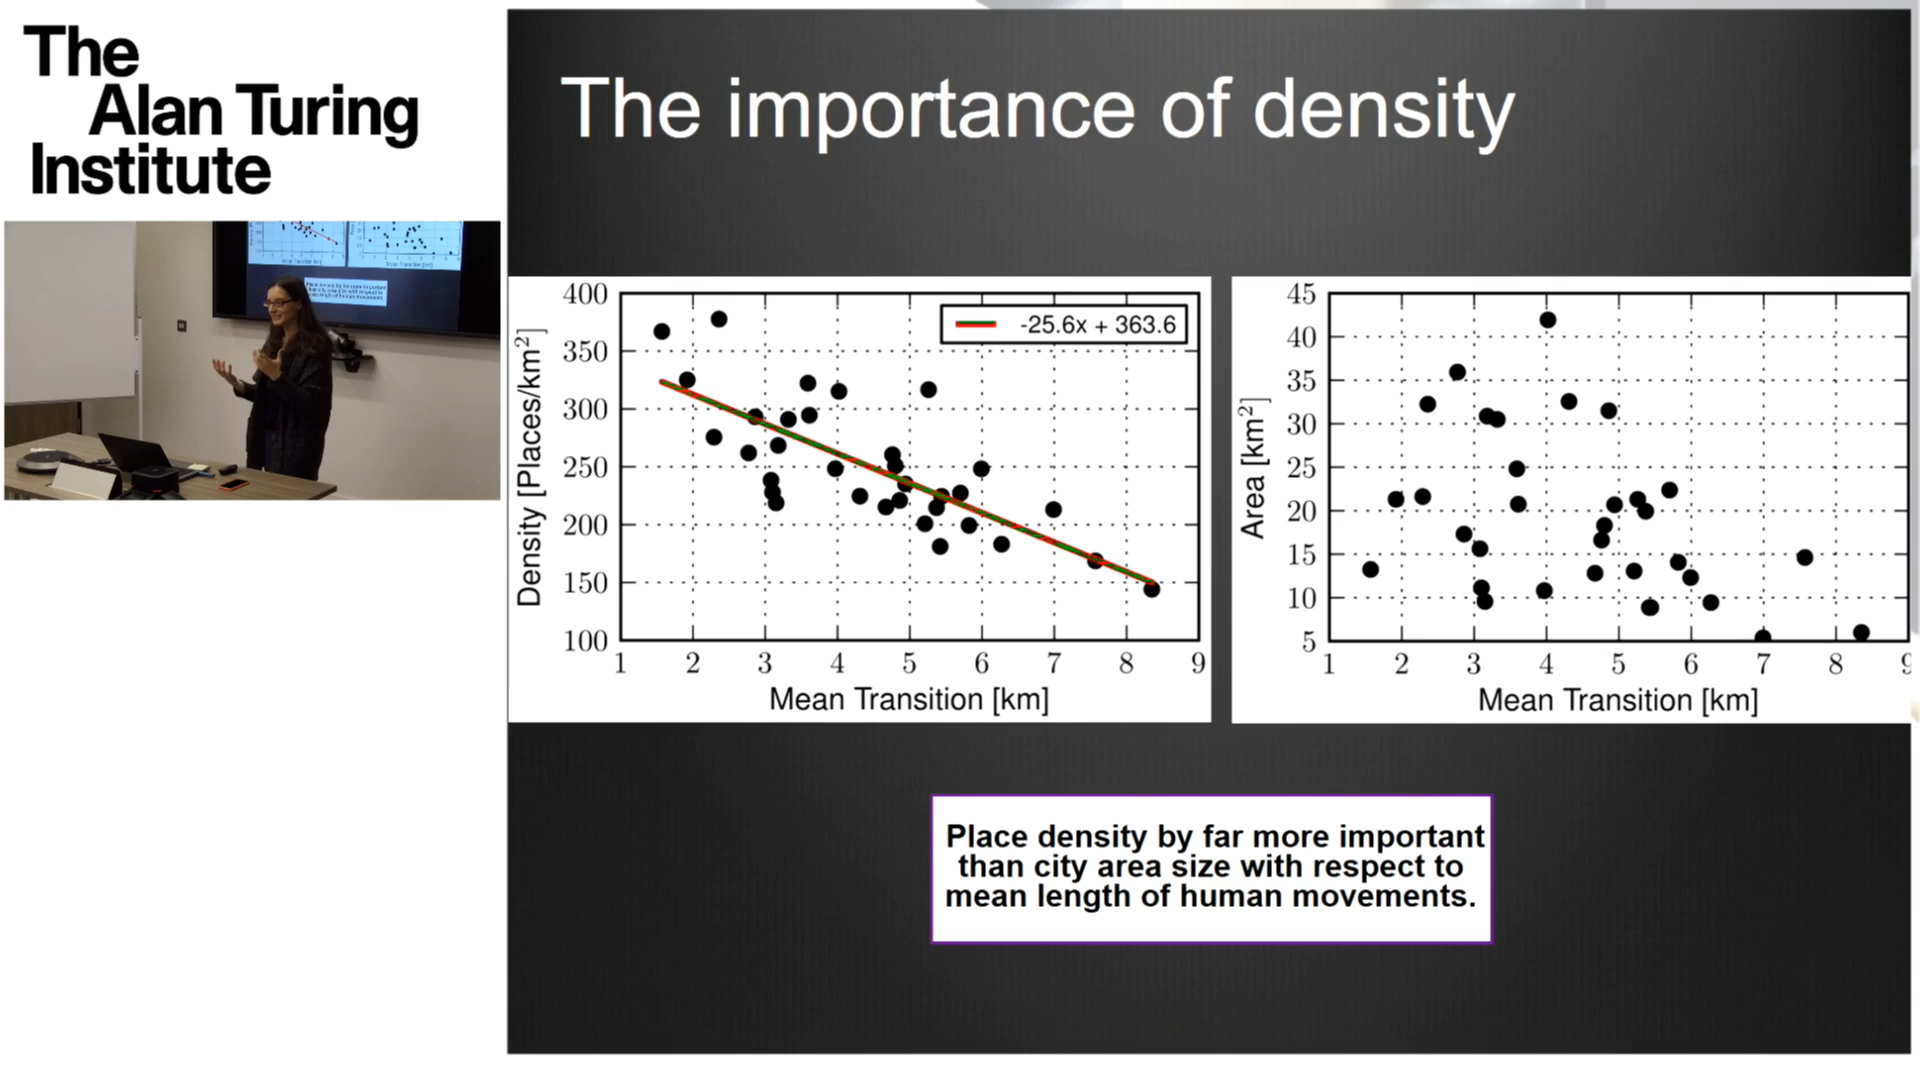 The
Alan Turing
Institute
The importance of density
400
350
300
250
200
150
100
Density [Places/km²]
-25.6x + 363.6
1 2 3 4 5 6 7 8 9
Mean Transition [km]
45
40
35
30
25
20
15
10
5
Area [km²]
1 2 3 4 5 6 7 8 9
Mean Transition [km]
Place density by far more important
than city area size with respect to
mean length of human movements.